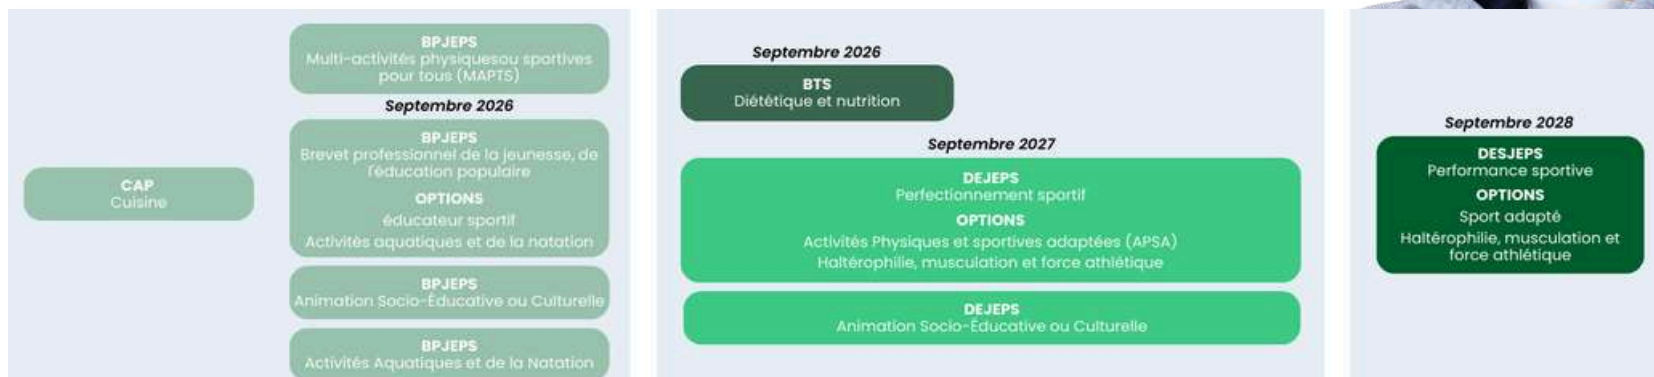 CAP
Cuisine
BPJEPS
Multi-activités physiquesou sportives
pour tous (MAPTS)
Septembre 2026
BPJEPS
Brevet professionnel de la jeunesse, de
l'éducation populaire
OPTIONS
éducateur sportif
Activités aquatiques et de la natation
BPJEPS
Animation Socio-Éducative ou Culturelle
BPJEPS
Activités Aquatiques et de la Natation
Septembre 2026
BTS
Diététique et nutrition
Septembre 2027
DEJEPS
Perfectionnement sportif
OPTIONS
Activités Physiques et sportives adaptées (APSA)
Haltérophilie, musculation et force athlétique
DEJEPS
Animation Socio-Éducative ou Culturelle
Septembre 2028
DESJEPS
Performance sportive
OPTIONS
Sport adapté
Haltérophilie, musculation et
force athlétique